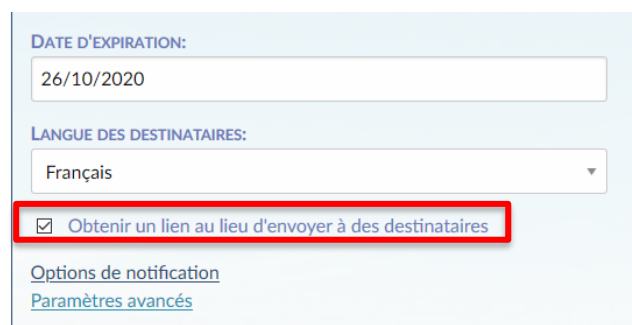 DATE D'EXPIRATION:
26/10/2020
LANGUE DES DESTINATAIRES:
Français
Obtenir un lien au lieu d'envoyer à des destinataires
Options de notification
Paramètres avancés